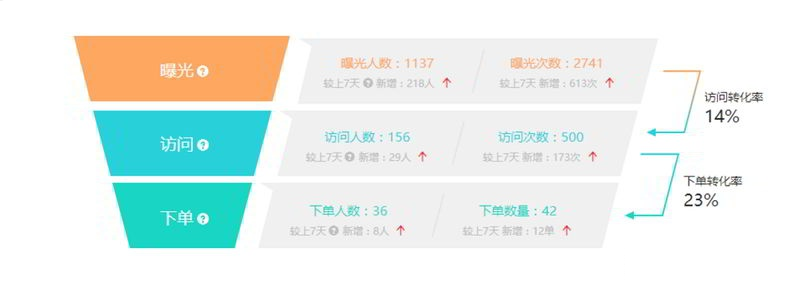 曝光 ?
曝光人数：1137 曝光次数：2741
较上7天 ? 新增：218人 较上7天 新增：613次
访问转化率
14%
访问 ?
访问人数：156 访问次数：500
较上7天 ? 新增：29人 较上7天 新增：173次
下单转化率
23%
下单 ?
下单人数：36 下单数量：42
较上7天 ? 新增：8人 较上7天 新增：12单